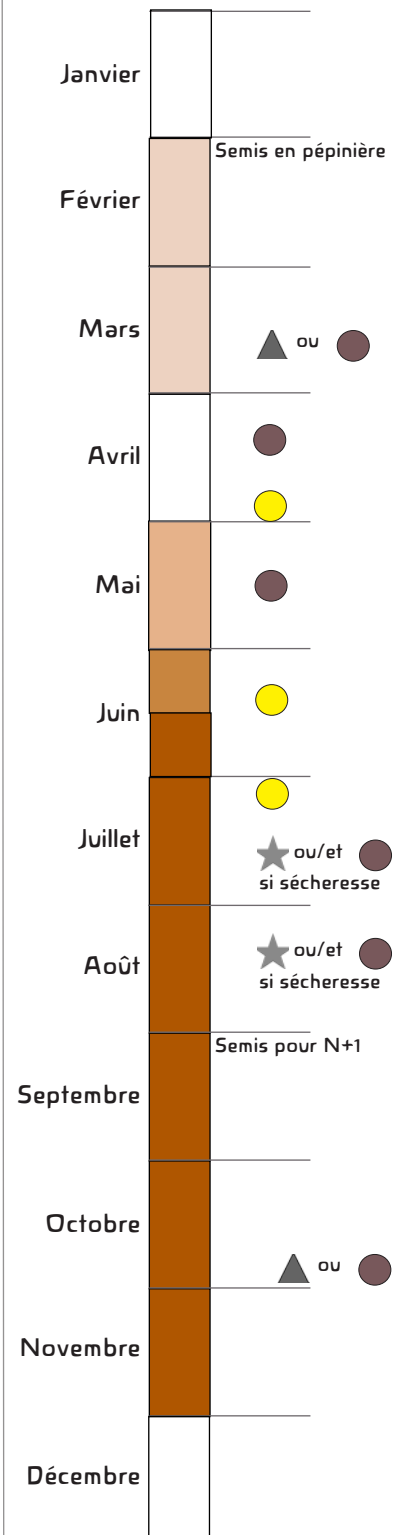 Janvier
Semis en pépinière
Février
Mars
ou
Avril
Mai
Juin
Juillet
ou/et
si sécheresse
Août
ou/et
si sécheresse
Semis pour N+1
Septembre
Octobre
ou
Novembre
Décembre